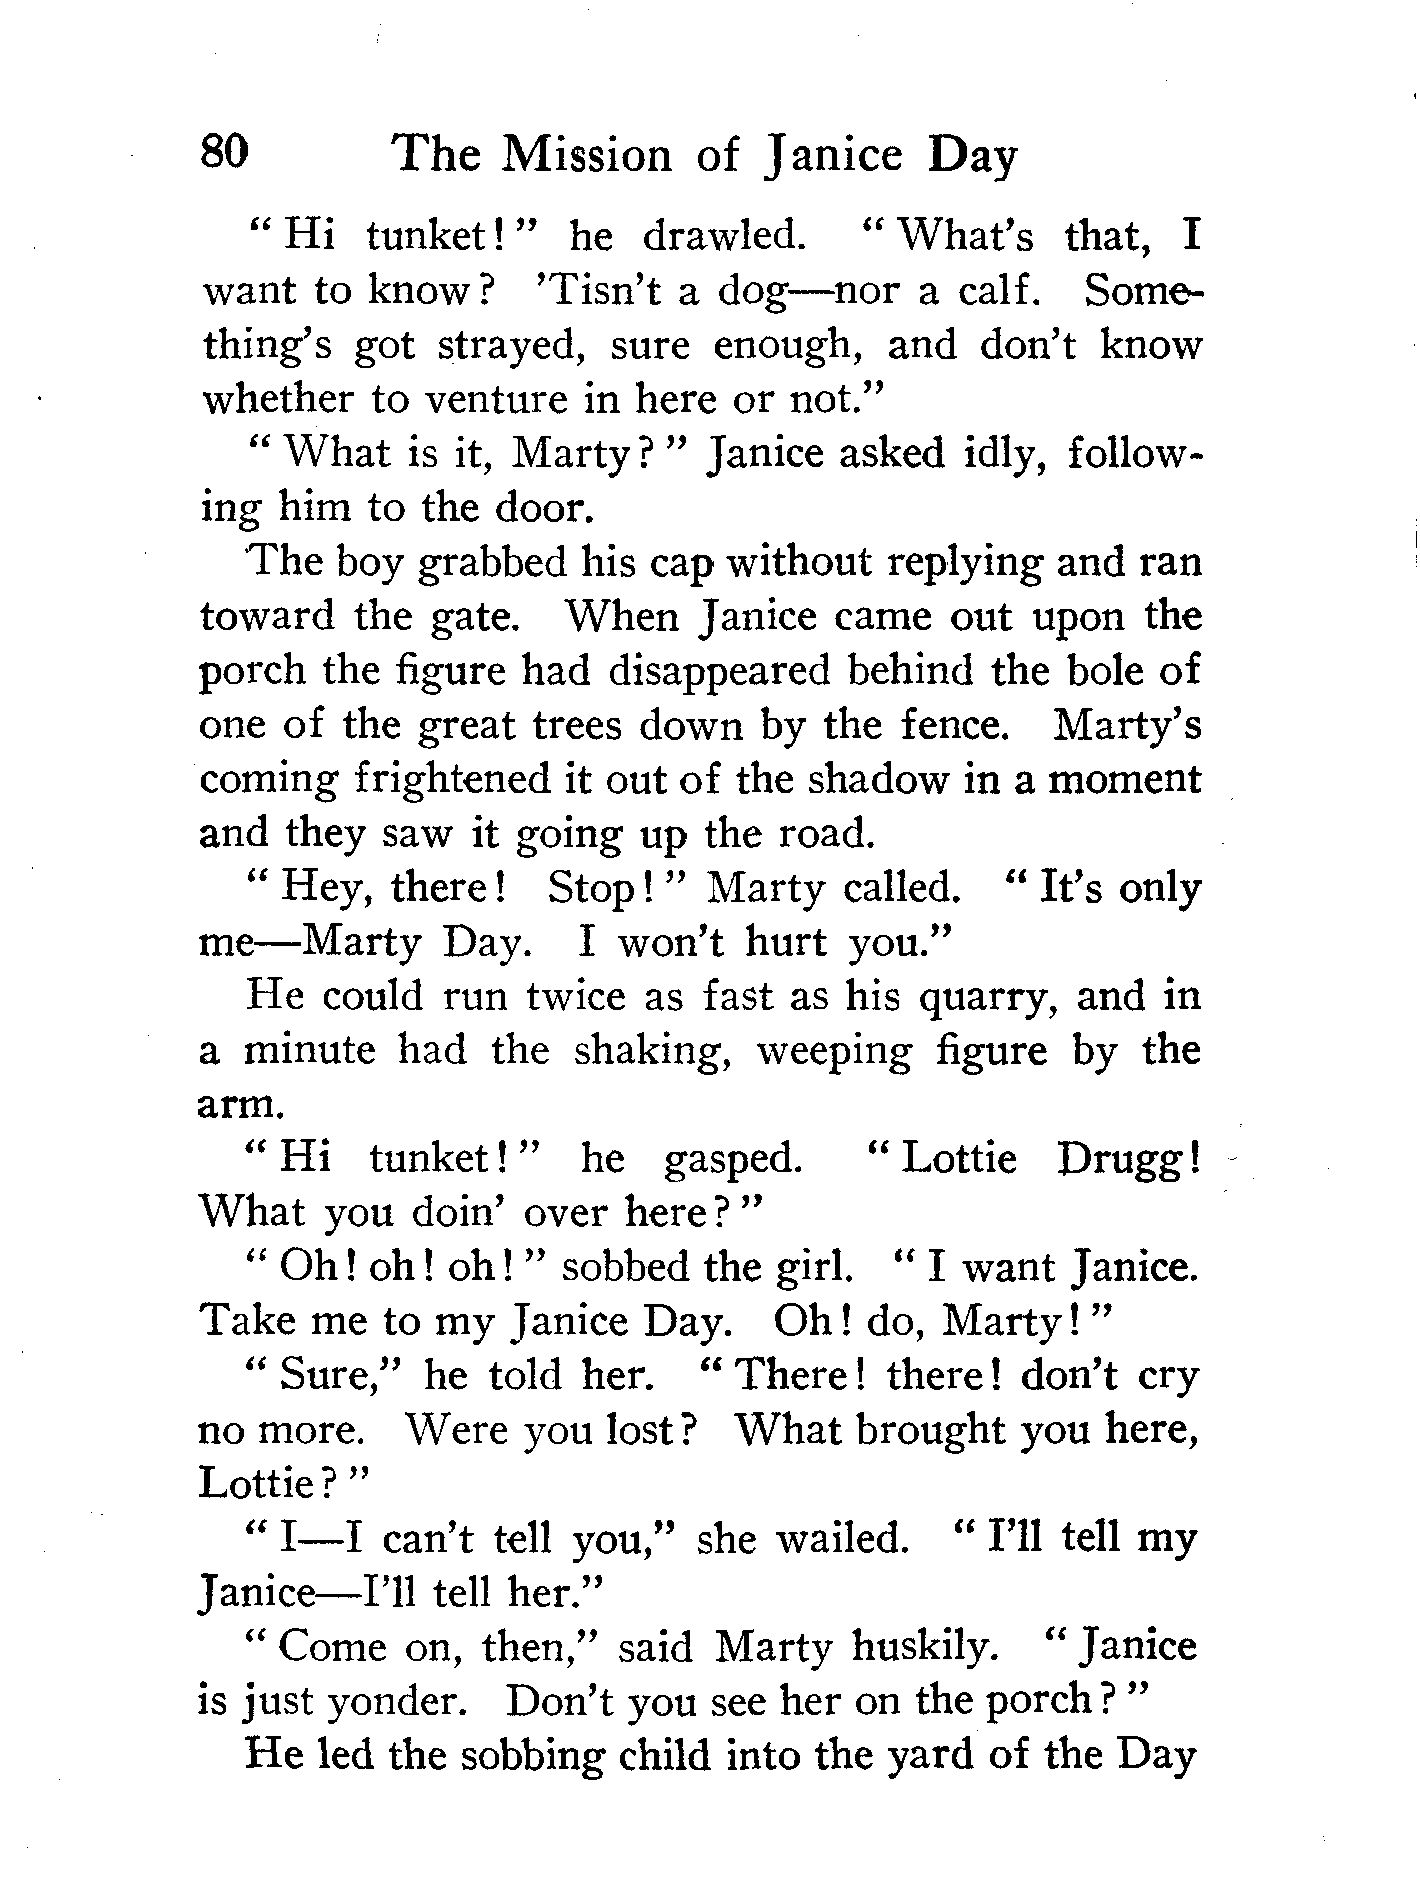 80 The Mission of Janice Day
" Hi tunket! " he drawled. " What's that, I
want to know? 'Tisn't a dog—nor a calf. Some-
thing's got strayed, sure enough, and don't know
whether to venture in here or not."
" What is it, Marty? " Janice asked idly, follow-
ing him to the door.
The boy grabbed his cap without replying and ran
toward the gate. When Janice came out upon the
porch the figure had disappeared behind the bole of
one of the great trees down by the fence. Marty's
coming frightened it out of the shadow in a moment
and they saw it going up the road.
" Hey, there! Stop! " Marty called. " It's only
me—Marty Day. I won't hurt you."
He could run twice as fast as his quarry, and in
a minute had the shaking, weeping figure by the
arm.
" Hi tunket! " he gasped. " Lottie Drugg!
What you doin' over here? "
" Oh! oh! oh! " sobbed the girl. " I want Janice.
Take me to my Janice Day. Oh! do, Marty! "
" Sure," he told her. " There! there! don't cry
no more. Were you lost? What brought you here,
Lottie? "
" I—I can't tell you," she wailed. " I'll tell my
Janice—I'll tell her."
" Come on, then," said Marty huskily. " Janice
is just yonder. Don't you see her on the porch? "
He led the sobbing child into the yard of the Day